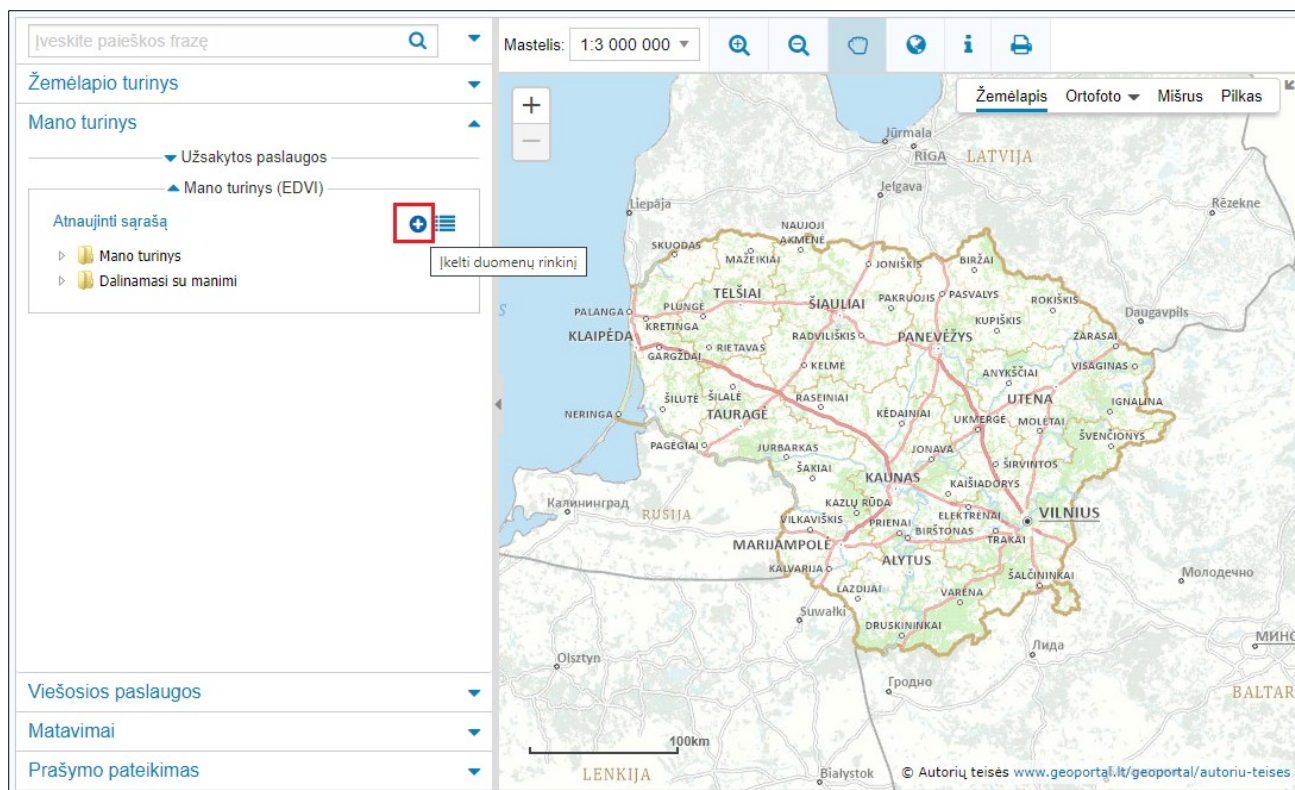 Įveskite paieškos frazę
Žemėlapio turinys
Mano turinys
Užsakytos paslaugos
Mano turinys (EDVI)
Atnaujinti sąrašą
Įkelti duomenų rinkinį
Mano turinys
Dalinamasi su manimi
Viešosios paslaugos
Matavimai
Prašymo pateikimas
Mastelis: 1:3 000 000
+
−
Žemėlapis Ortofoto Mišrus Pilkas
Jūrmala
RĪGA LATVIJA
Jelgava
Liepāja
Rēzekne
NAUJOJI
AKMENĖ
SKUODAS
MAŽEIKIAI
JONIŠKIS
BIRŽAI
TELŠIAI
PLUNGĖ
ŠIAULIAI
PAKRUOJIS
PASVALYS
ROKIŠKIS
PALANGA
Daugavpils
KRETINGA
KUPIŠKIS
KLAIPĖDA
RADVILIŠKIS
PANEVĖŽYS
ZARASAI
GARGŽDAI
RIETAVAS
KELMĖ
ANYKŠČIAI
VISAGINAS
ŠILUTĖ
ŠILALĖ
RASEINIAI
UTENA
IGNALINA
NERINGA
TAURAGĖ
KĖDAINIAI
UKMERGĖ
MOLĖTAI
ŠVENČIONYS
PAGĖGIAI
JURBARKAS
JONAVA
ŠAKIAI
ŠIRVINTOS
KAUNAS
KAIŠIADORYS
Калининград
RUSIJA
KAZLŲ RŪDA
VILKAVIŠKIS
PRIENAI
ELEKTRĖNAI
VILNIUS
BIRŠTONAS
TRAKAI
MARIJAMPOLĖ
KALVARIJA
ALYTUS
ŠALČININKAI
Молодечно
LAZDIJAI
VARĖNA
Suwałki
DRUSKININKAI
Лида
Olsztyn
Гродно
BALTAR
100km
LENKIJA
Białystok
© Autorių teisės www.geoportal.lt/geoportal/autoriu-teises